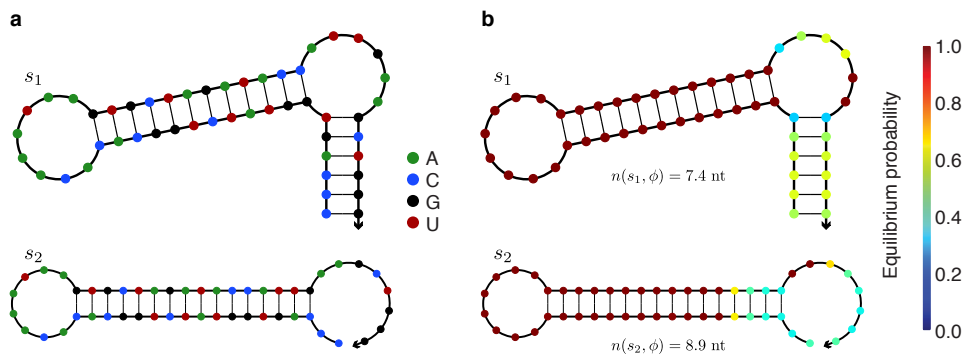 a
b
s₁
s₁
1.0
0.8
0.6
0.4
0.2
0.0
Equilibrium probability
A
C
G
U
n(s₁, ϕ) = 7.4 nt
s₂
s₂
n(s₂, ϕ) = 8.9 nt